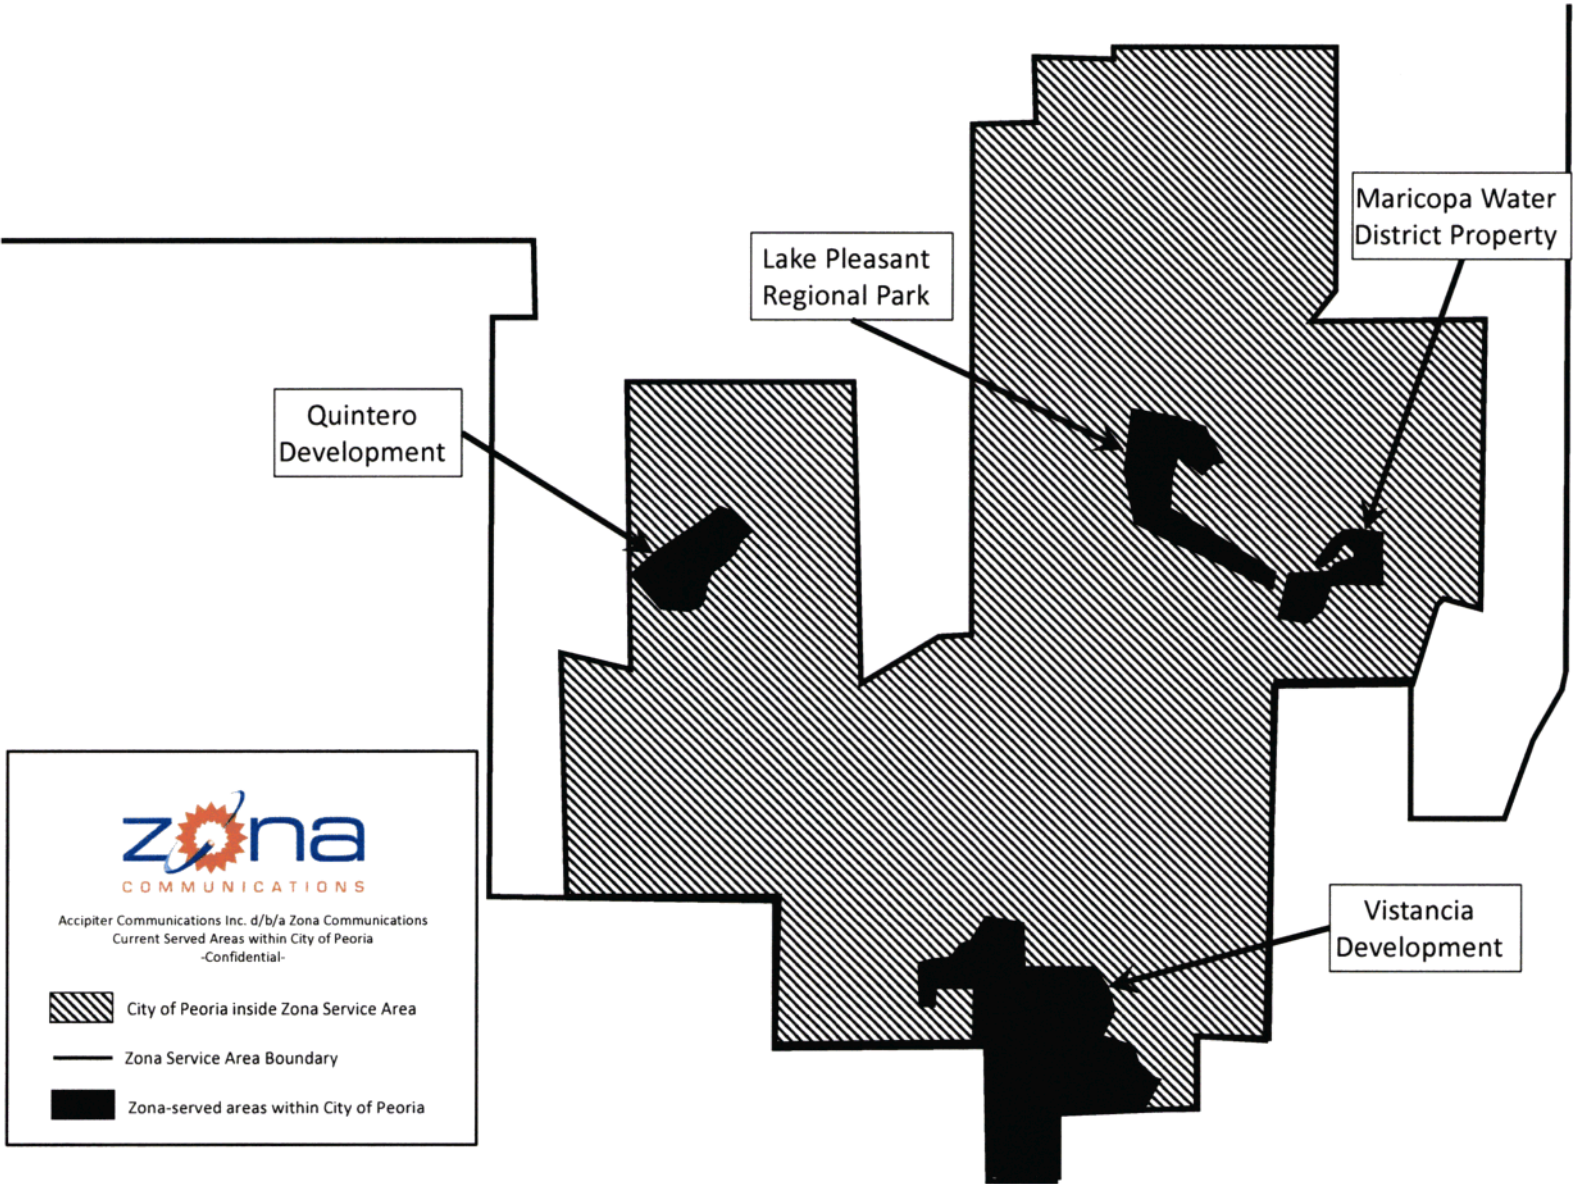 Maricopa Water
District Property
Lake Pleasant
Regional Park
Quintero
Development
Vistancia
Development
zona
COMMUNICATIONS
Accipiter Communications Inc. d/b/a Zona Communications
Current Served Areas within City of Peoria
-Confidential-
City of Peoria inside Zona Service Area
Zona Service Area Boundary
Zona-served areas within City of Peoria